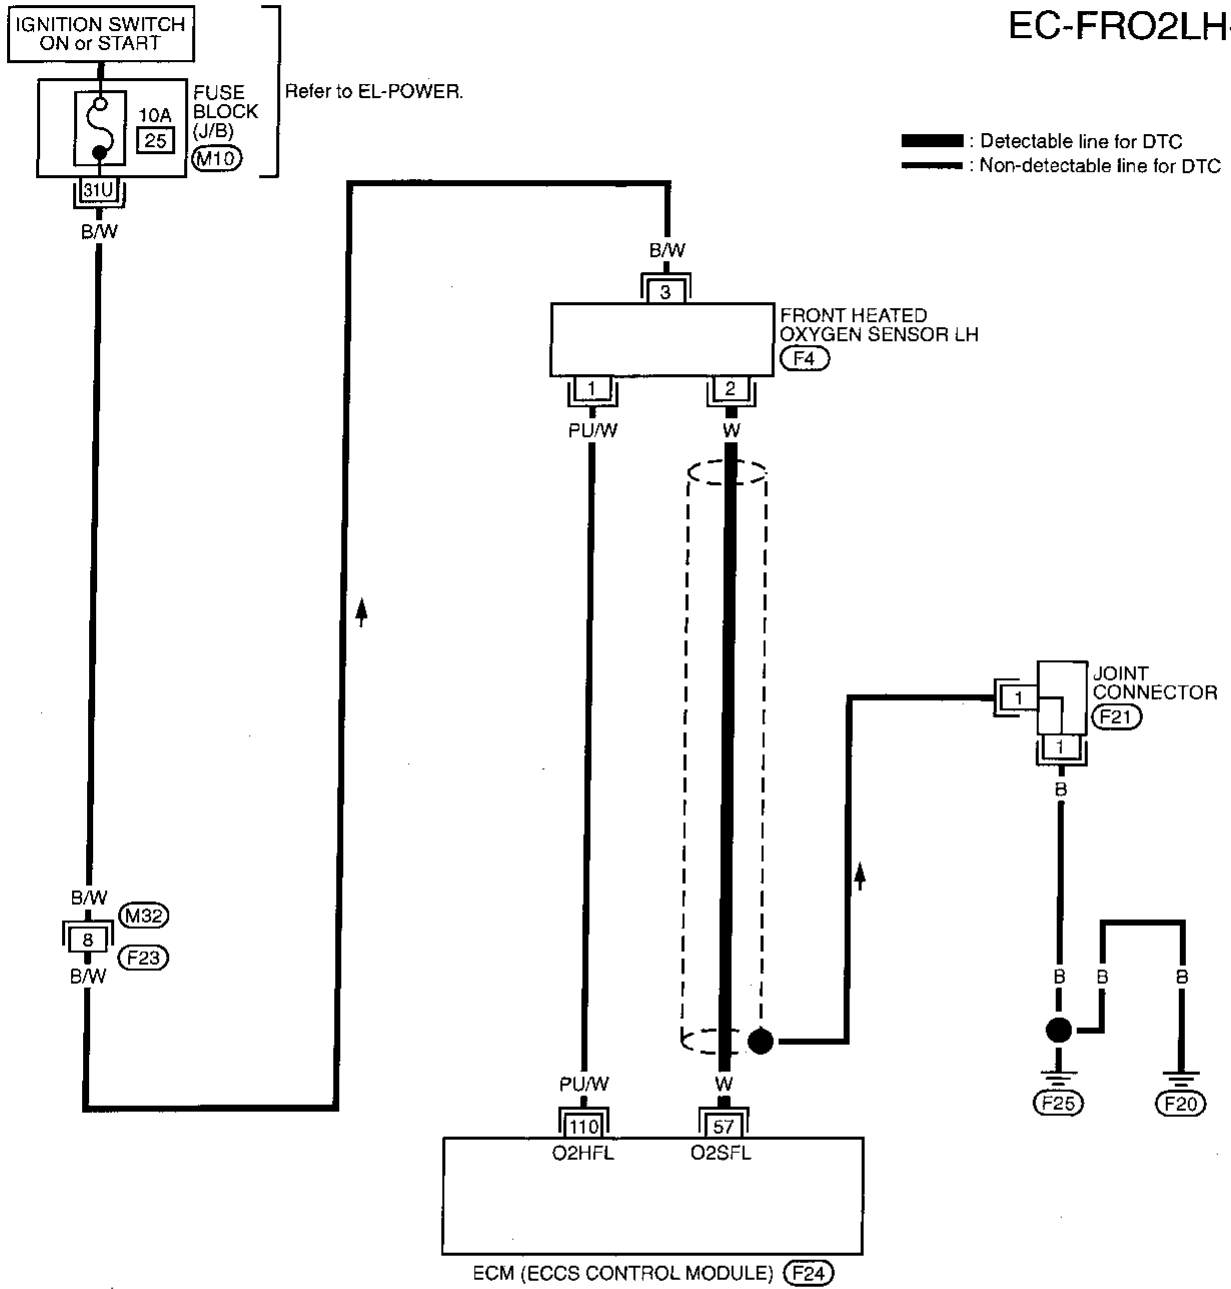 EC-FRO2LH-
IGNITION SWITCH
ON or START
FUSE
BLOCK
(J/B)
M10
10A
25
Refer to EL-POWER.
: Detectable line for DTC
: Non-detectable line for DTC
31U
B/W
B/W
3
FRONT HEATED
OXYGEN SENSOR LH
F4
1
2
PU/W
W
JOINT
CONNECTOR
F21
1
1
B
B/W
M32
8
F23
B/W
B
B
B
PU/W
W
F25
F20
110
57
O2HFL
O2SFL
ECM (ECCS CONTROL MODULE)
F24